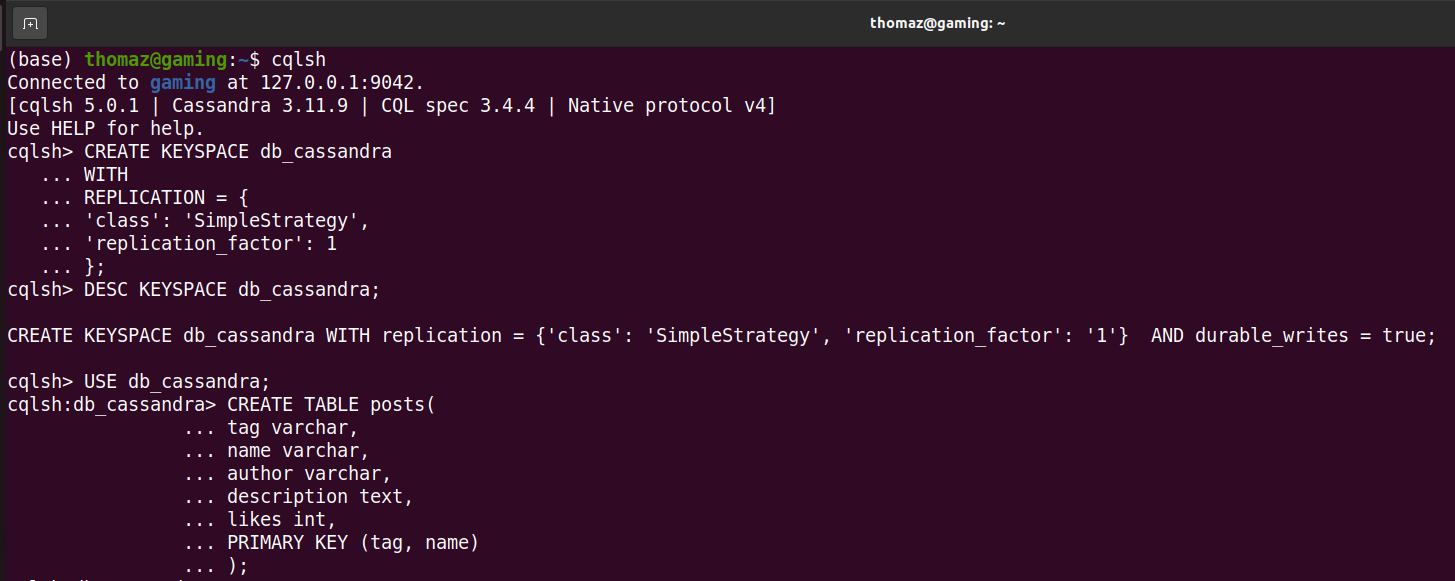 thomaz@gaming: ~
(base) thomaz@gaming:~$ cqlsh
Connected to gaming at 127.0.0.1:9042.
[cqlsh 5.0.1 | Cassandra 3.11.9 | CQL spec 3.4.4 | Native protocol v4]
Use HELP for help.
cqlsh> CREATE KEYSPACE db_cassandra
   ... WITH
   ... REPLICATION = {
   ... 'class': 'SimpleStrategy',
   ... 'replication_factor': 1
   ... };
cqlsh> DESC KEYSPACE db_cassandra;
CREATE KEYSPACE db_cassandra WITH replication = {'class': 'SimpleStrategy', 'replication_factor': '1'}  AND durable_writes = true;
cqlsh> USE db_cassandra;
cqlsh:db_cassandra> CREATE TABLE posts(
                ... tag varchar,
                ... name varchar,
                ... author varchar,
                ... description text,
                ... likes int,
                ... PRIMARY KEY (tag, name)
                ... );